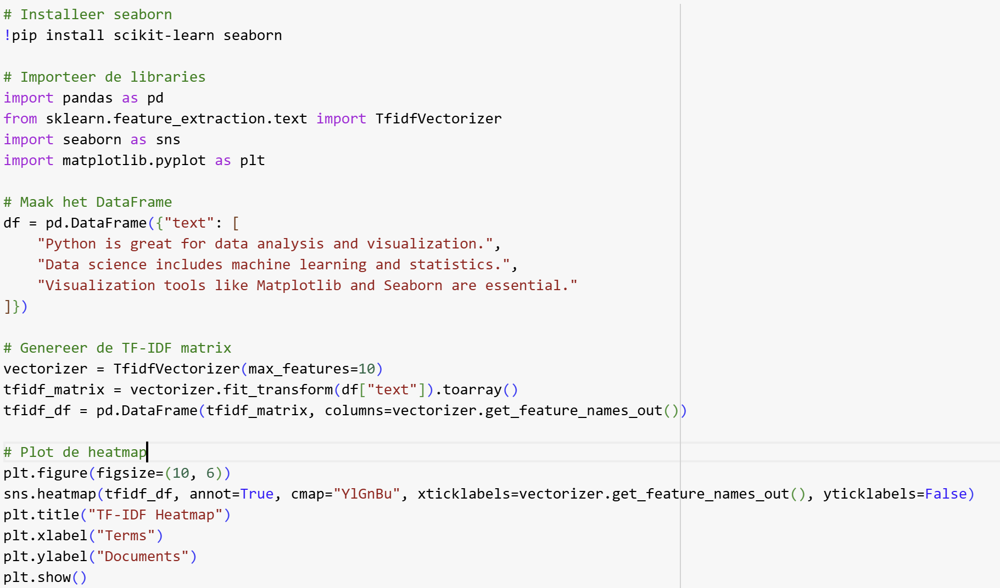 # Installeer seaborn
!pip install scikit-learn seaborn
# Importeer de libraries
import pandas as pd
from sklearn.feature_extraction.text import TfidfVectorizer
import seaborn as sns
import matplotlib.pyplot as plt
# Maak het DataFrame
df = pd.DataFrame({"text": [
    "Python is great for data analysis and visualization.",
    "Data science includes machine learning and statistics.",
    "Visualization tools like Matplotlib and Seaborn are essential."
]})
# Genereer de TF-IDF matrix
vectorizer = TfidfVectorizer(max_features=10)
tfidf_matrix = vectorizer.fit_transform(df["text"]).toarray()
tfidf_df = pd.DataFrame(tfidf_matrix, columns=vectorizer.get_feature_names_out())
# Plot de heatmap
plt.figure(figsize=(10, 6))
sns.heatmap(tfidf_df, annot=True, cmap="YlGnBu", xticklabels=vectorizer.get_feature_names_out(), yticklabels=False)
plt.title("TF-IDF Heatmap")
plt.xlabel("Terms")
plt.ylabel("Documents")
plt.show()